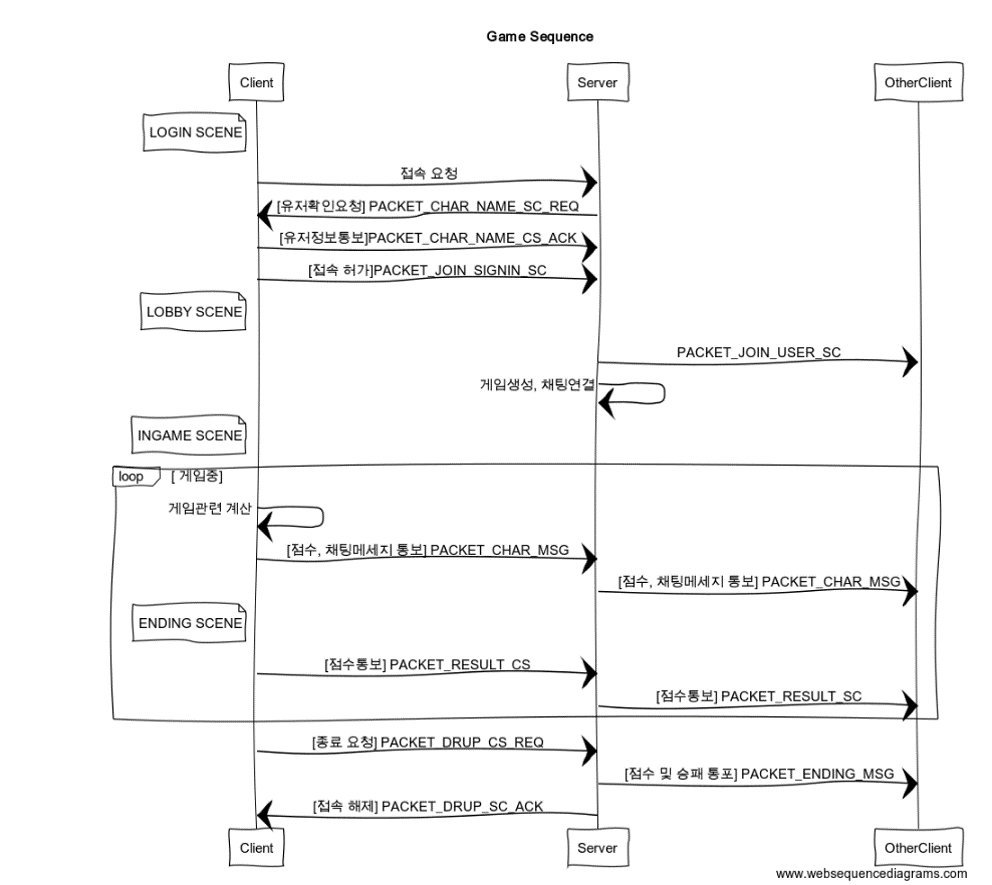 Game Sequence
Client Server OtherClient
LOGIN SCENE
접속 요청
[유저확인요청] PACKET_CHAR_NAME_SC_REQ
[유저정보통보]PACKET_CHAR_NAME_CS_ACK
[접속 허가]PACKET_JOIN_SIGNIN_SC
LOBBY SCENE
PACKET_JOIN_USER_SC
게임생성, 채팅연결
INGAME SCENE
loop [ 게임중]
게임관련 계산
[점수, 채팅메세지 통보] PACKET_CHAR_MSG
[점수, 채팅메세지 통보] PACKET_CHAR_MSG
ENDING SCENE
[점수통보] PACKET_RESULT_CS
[점수통보] PACKET_RESULT_SC
[종료 요청] PACKET_DRUP_CS_REQ
[점수 및 승패 통포] PACKET_ENDING_MSG
[접속 해제] PACKET_DRUP_SC_ACK
Client Server OtherClient
www.websequencediagrams.com